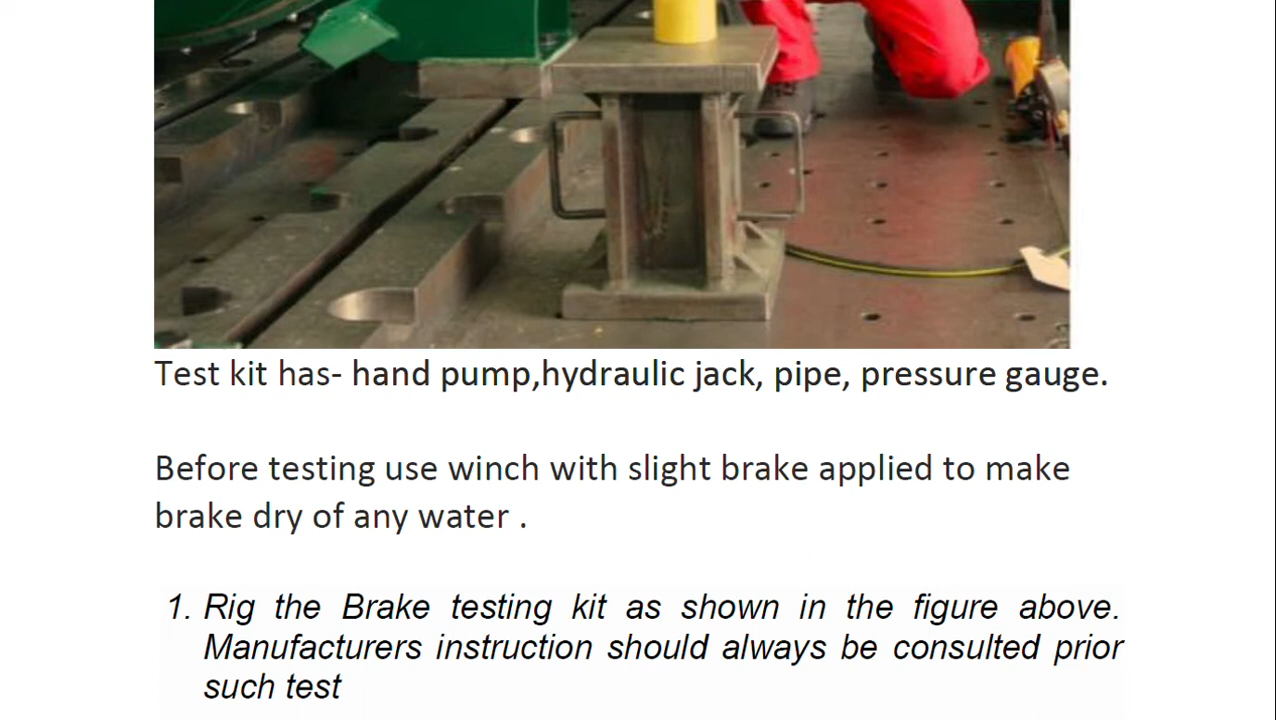 Test kit has- hand pump,hydraulic jack, pipe, pressure gauge.
Before testing use winch with slight brake applied to make
brake dry of any water .
1. Rig the Brake testing kit as shown in the figure above.
Manufacturers instruction should always be consulted prior
such test